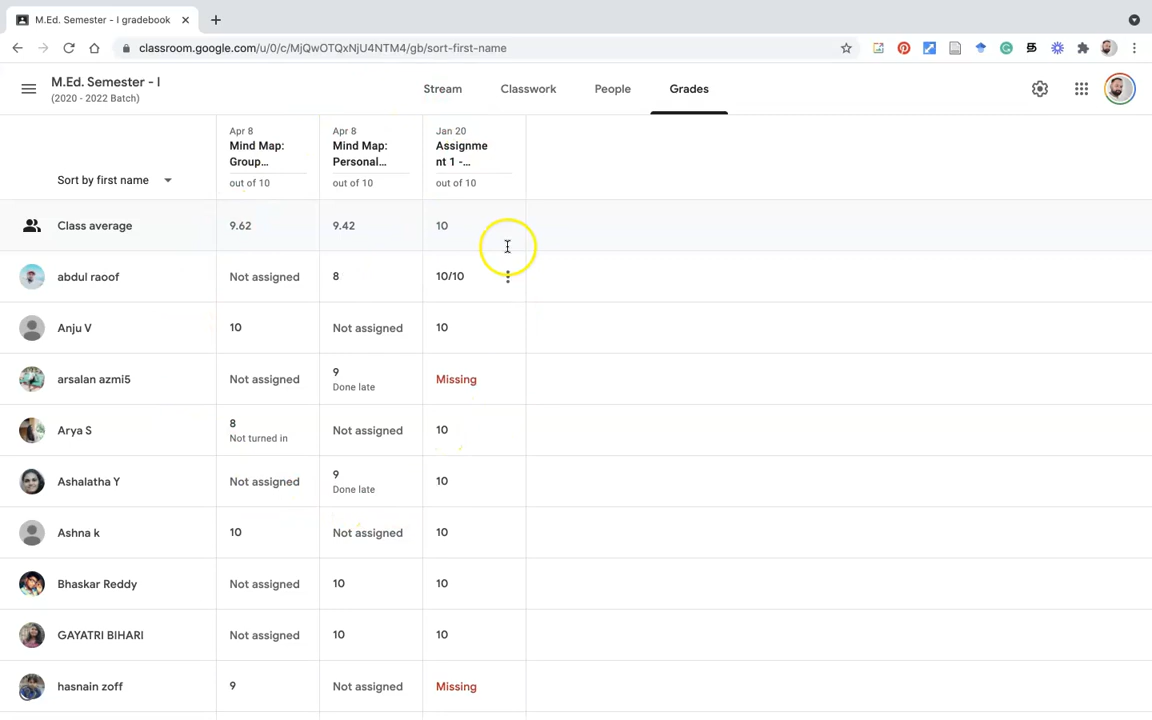 M.Ed. Semester - I gradebook
classroom.google.com/u/0/c/MjQwOTQxNjU4NTM4/gb/sort-first-name
M.Ed. Semester - I
(2020 - 2022 Batch)
Stream Classwork People Grades
Apr 8 Apr 8 Jan 20
Mind Map: Mind Map: Assignme
Group... Personal... nt 1 -...
Sort by first name out of 10 out of 10 out of 10
Class average 9.62 9.42 10
abdul raoof Not assigned 8 10/10
Anju V 10 Not assigned 10
arsalan azmi5 Not assigned 9 Missing
Done late
Arya S 8 Not assigned 10
Not turned in
Ashalatha Y Not assigned 9 10
Done late
Ashna k 10 Not assigned 10
Bhaskar Reddy Not assigned 10 10
GAYATRI BIHARI Not assigned 10 10
hasnain zoff 9 Not assigned Missing